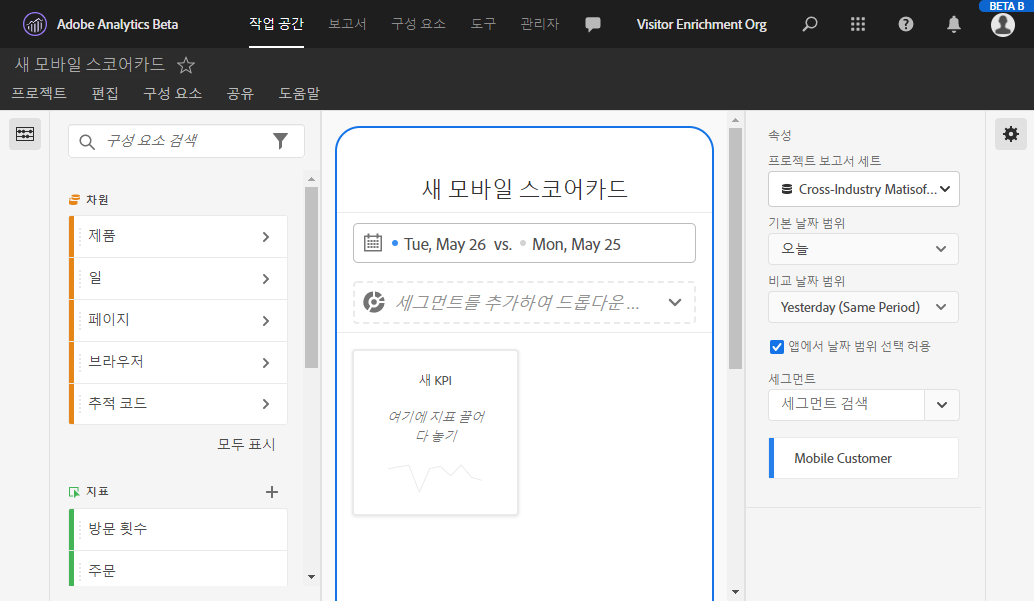 BETA B
Adobe Analytics Beta
작업 공간 보고서 구성 요소 도구 관리자
Visitor Enrichment Org
새 모바일 스코어카드
프로젝트 편집 구성 요소 공유 도움말
구성 요소 검색
차원
제품
일
페이지
브라우저
추적 코드
모두 표시
지표
방문 횟수
주문
새 모바일 스코어카드
Tue, May 26 vs. Mon, May 25
세그먼트를 추가하여 드롭다운 ...
새 KPI
여기에 지표 끌어
다 놓기
속성
프로젝트 보고서 세트
Cross-Industry Matisof...
기본 날짜 범위
오늘
비교 날짜 범위
Yesterday (Same Period)
앱에서 날짜 범위 선택 허용
세그먼트
세그먼트 검색
Mobile Customer